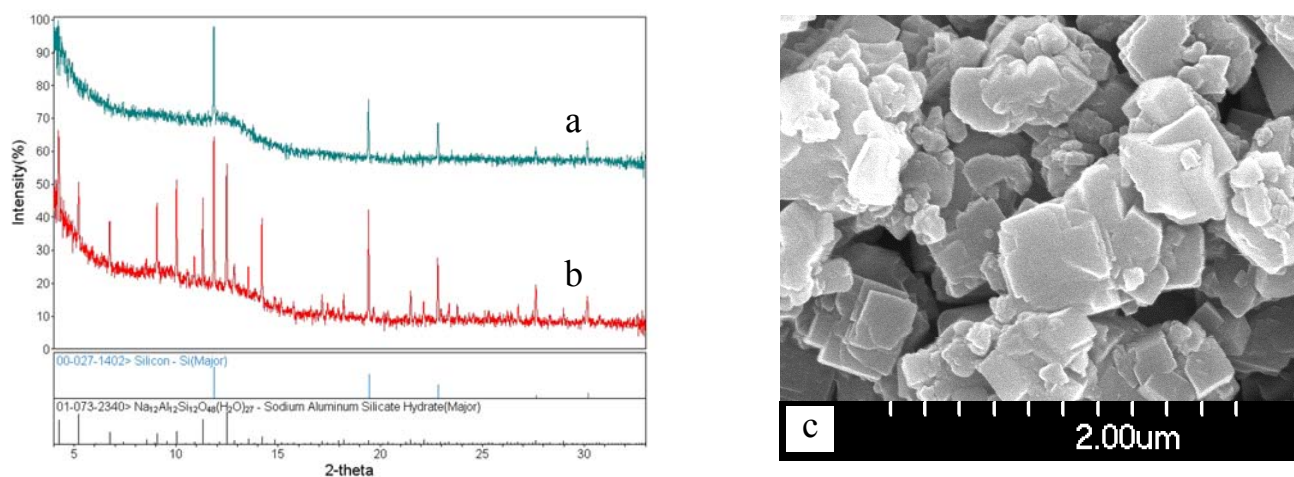 100
90
80
70
60
50
40
30
20
10
0
Intensity(%)
a
b
00-027-1402> Silicon - Si(Major)
01-073-2340> Na₁₂Al₁₂Si₁₂O₄₈(H₂O)₂₇ - Sodium Aluminum Silicate Hydrate(Major)
5 10 15 20 25 30
2-theta
c
2.00um